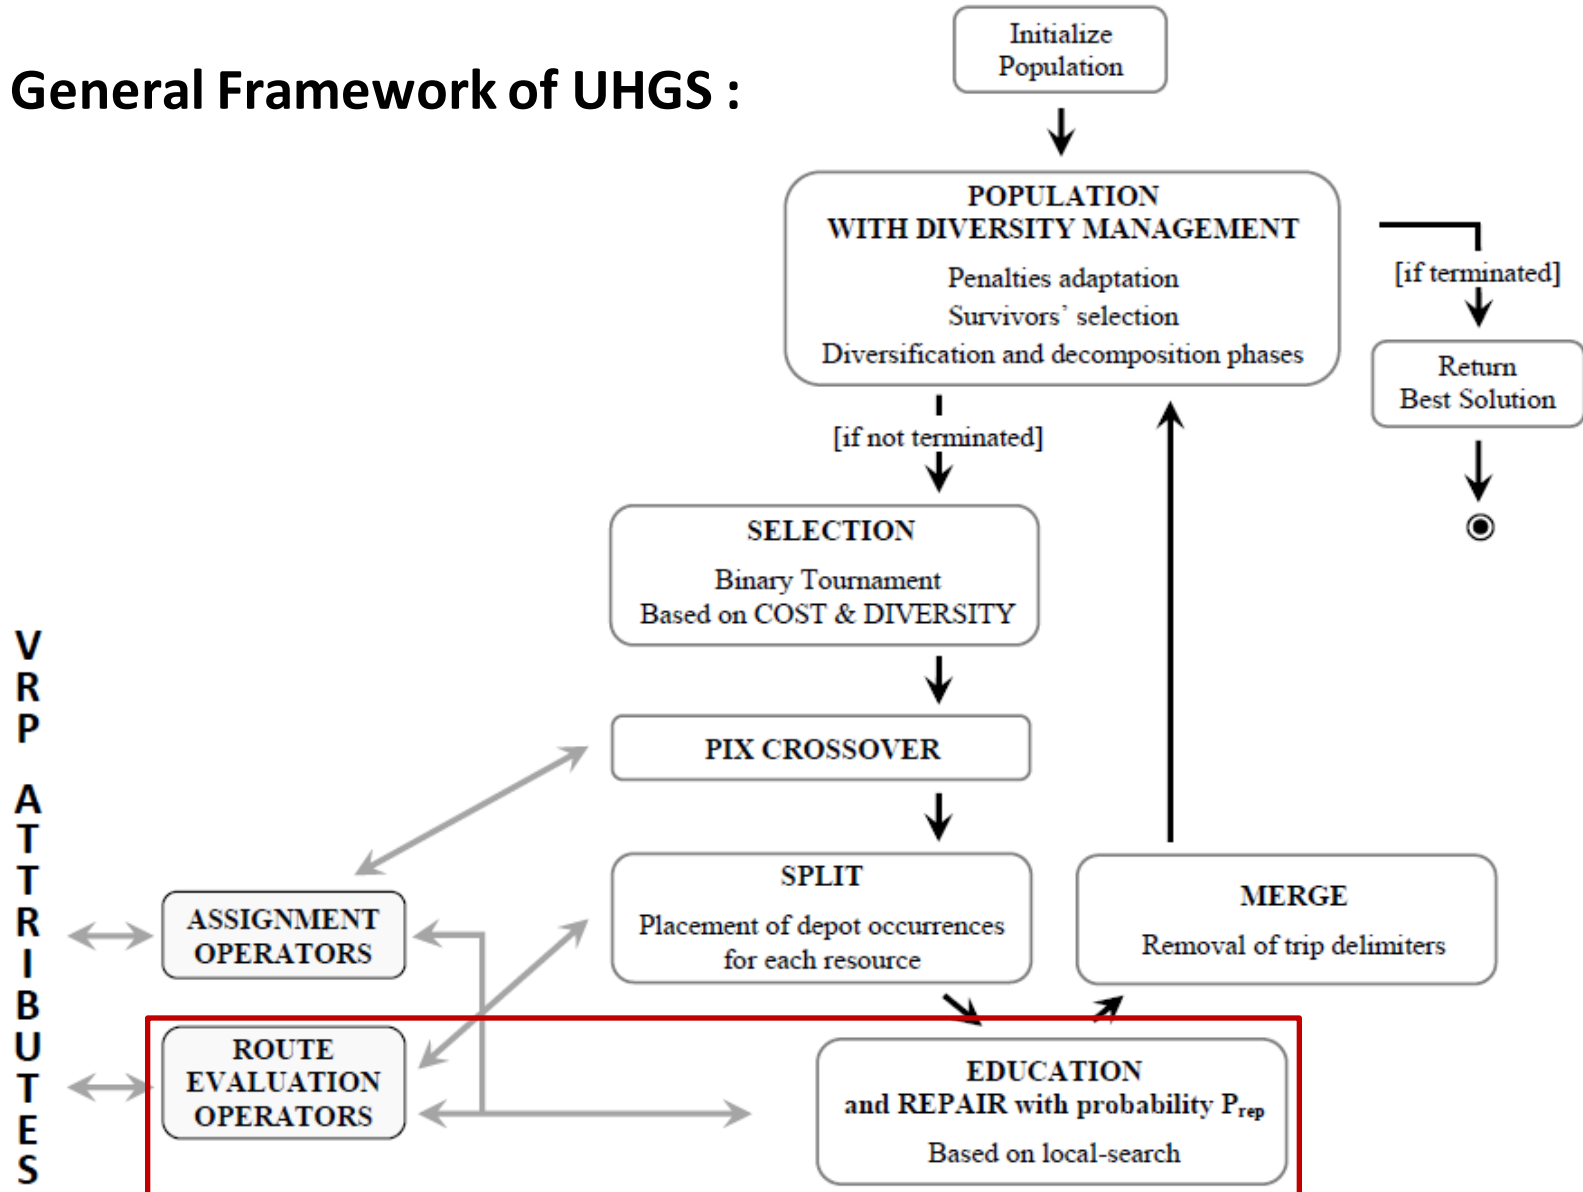 General Framework of UHGS :
Initialize
Population
POPULATION
WITH DIVERSITY MANAGEMENT
Penalties adaptation
Survivors’ selection
Diversification and decomposition phases
[if terminated]
Return
Best Solution
[if not terminated]
SELECTION
Binary Tournament
Based on COST & DIVERSITY
PIX CROSSOVER
SPLIT
Placement of depot occurrences
for each resource
MERGE
Removal of trip delimiters
VRP ATTRIBUTES
ASSIGNMENT
OPERATORS
ROUTE
EVALUATION
OPERATORS
EDUCATION
and REPAIR with probability Prep
Based on local-search